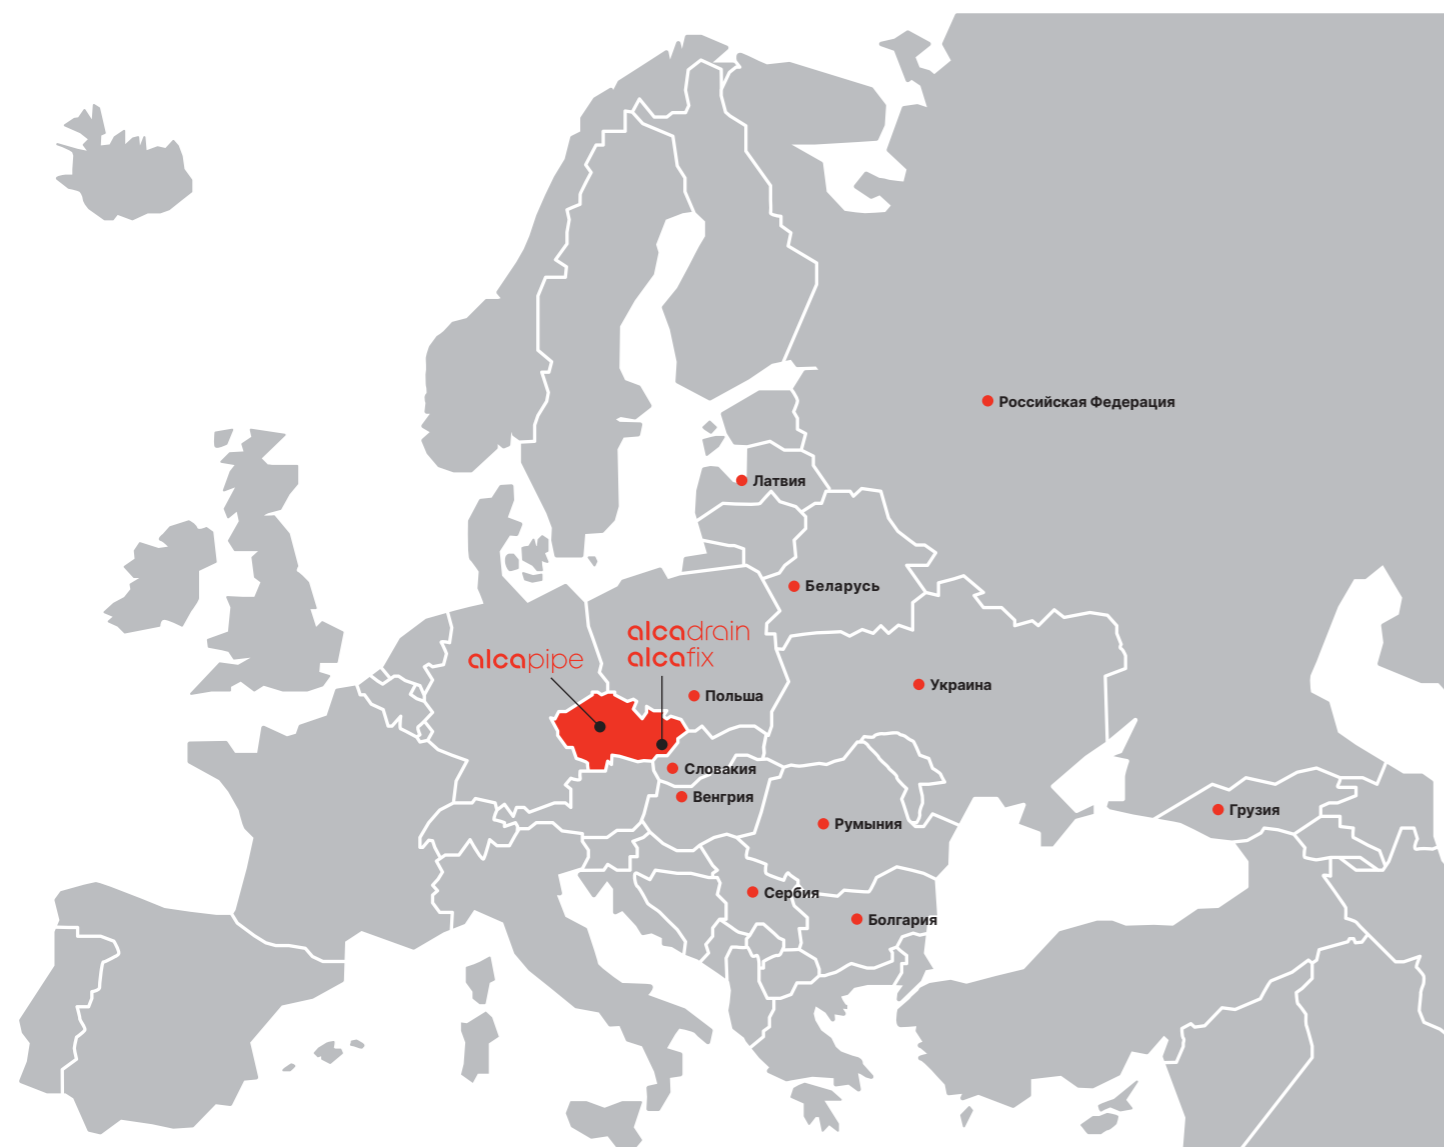 Российская Федерация
Латвия
Беларусь
alcadrain
alcafix
alcapipe
Украина
Польша
Словакия
Венгрия
Грузия
Румыния
Сербия
Болгария